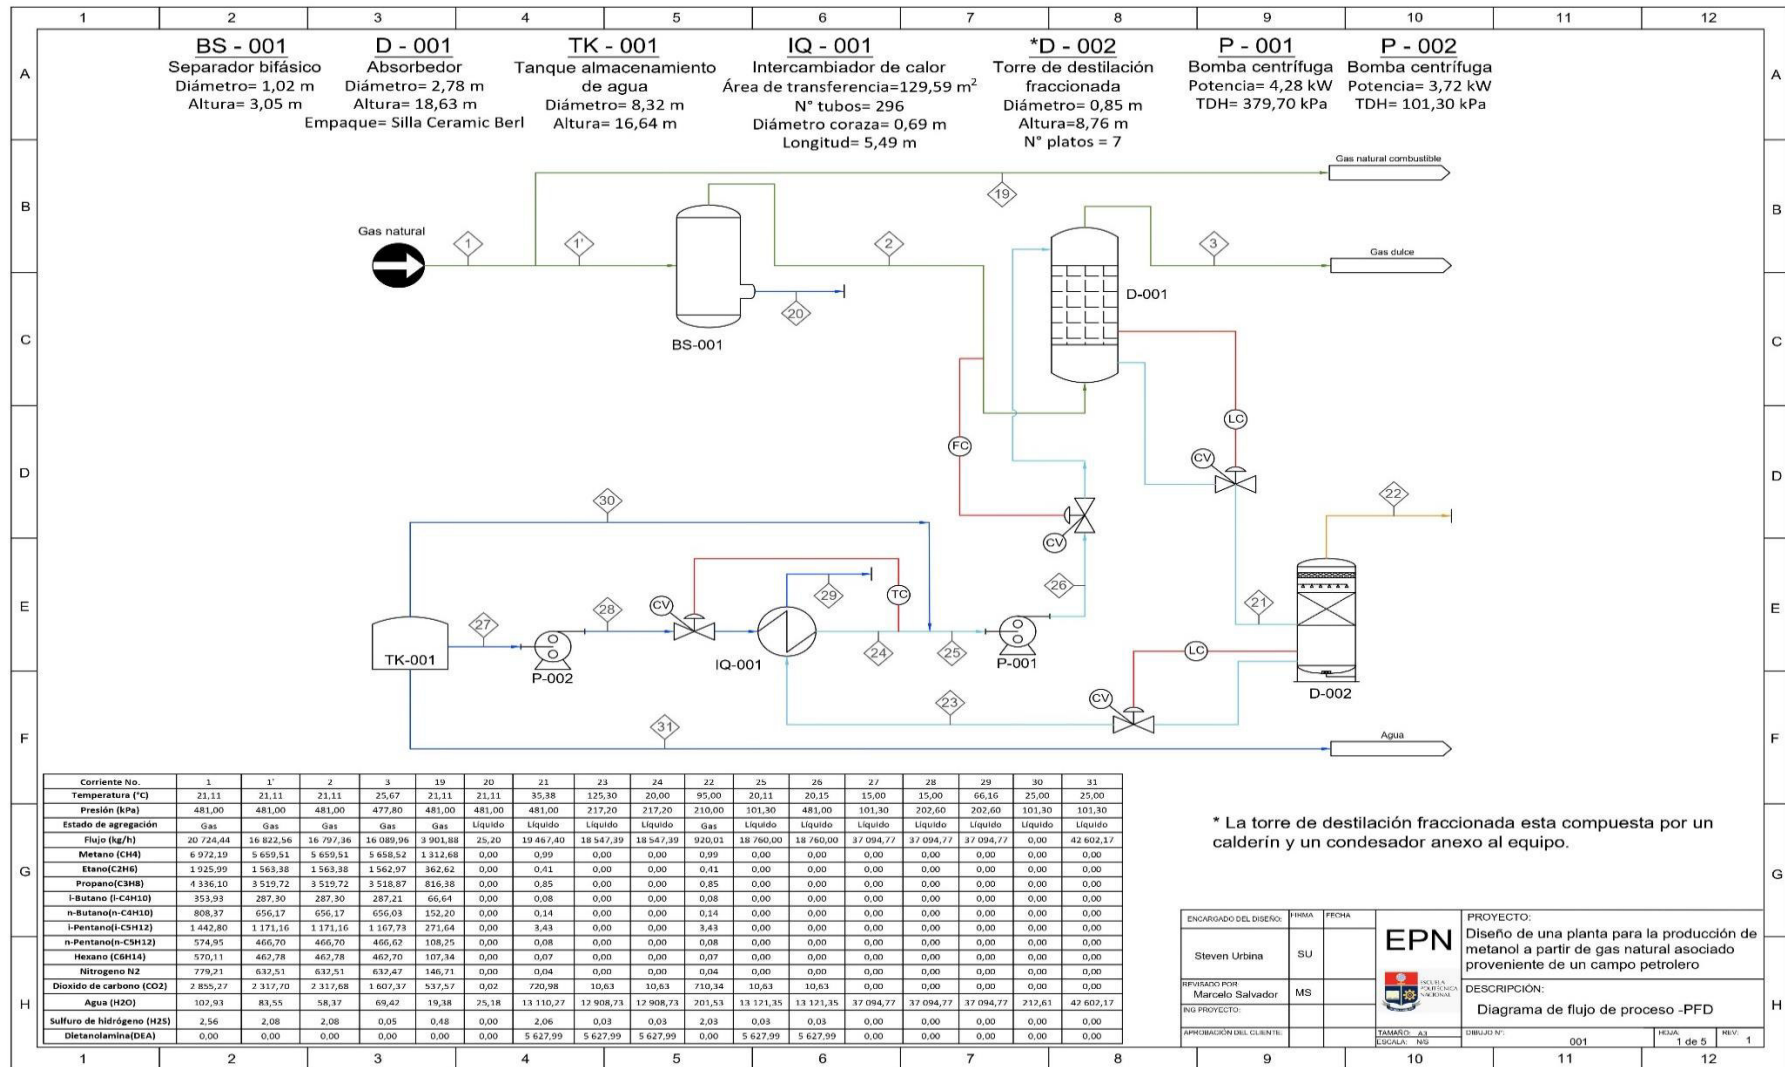 1 2 3 4 5 6 7 8 9 10 11 12
A A
B B
C C
D D
E E
F F
G G
H H
BS - 001
Separador bifásico
Diámetro= 1,02 m
Altura= 3,05 m
D - 001
Absorbedor
Diámetro= 2,78 m
Altura= 18,63 m
Empaque= Silla Ceramic Berl
TK - 001
Tanque almacenamiento
de agua
Diámetro= 8,32 m
Altura= 16,64 m
IQ - 001
Intercambiador de calor
Área de transferencia=129,59 m²
N° tubos= 296
Diámetro coraza= 0,69 m
Longitud= 5,49 m
*D - 002
Torre de destilación
fraccionada
Diámetro= 0,85 m
Altura=8,76 m
N° platos = 7
P - 001
Bomba centrífuga
Potencia= 4,28 kW
TDH= 379,70 kPa
P - 002
Bomba centrífuga
Potencia= 3,72 kW
TDH= 101,30 kPa
Gas natural combustible
19
Gas natural
1
1'
2
3
Gas dulce
D-001
20
BS-001
LC
FC
CV
CV
22
30
26
29
TC
28
CV
27
21
TK-001
P-002
IQ-001
24
25
P-001
LC
D-002
23
CV
31
Agua
Corriente No. 1 1' 2 3 19 20 21 23 24 22 25 26 27 28 29 30 31
Temperatura (°C) 21,11 21,11 21,11 25,67 21,11 21,11 35,38 125,30 20,00 95,00 20,11 20,15 15,00 15,00 66,16 25,00 25,00
Presión (kPa) 481,00 481,00 481,00 477,80 481,00 481,00 481,00 217,20 217,20 210,00 101,30 481,00 101,30 202,60 202,60 101,30 101,30
Estado de agregación Gas Gas Gas Gas Gas Líquido Líquido Líquido Líquido Gas Líquido Líquido Líquido Líquido Líquido Líquido Líquido
Flujo (kg/h) 20 724,44 16 822,56 16 797,36 16 089,96 3 901,88 25,20 19 467,40 18 547,39 18 547,39 920,01 18 760,00 18 760,00 37 094,77 37 094,77 37 094,77 0,00 42 602,17
Metano (CH4) 6 972,19 5 659,51 5 659,51 5 658,52 1 312,68 0,00 0,99 0,00 0,00 0,99 0,00 0,00 0,00 0,00 0,00 0,00 0,00
Etano(C2H6) 1 925,99 1 563,38 1 563,38 1 562,97 362,62 0,00 0,41 0,00 0,00 0,41 0,00 0,00 0,00 0,00 0,00 0,00 0,00
Propano(C3H8) 4 336,10 3 519,72 3 519,72 3 518,87 816,38 0,00 0,85 0,00 0,00 0,85 0,00 0,00 0,00 0,00 0,00 0,00 0,00
i-Butano (i-C4H10) 353,93 287,30 287,30 287,21 66,64 0,00 0,08 0,00 0,00 0,08 0,00 0,00 0,00 0,00 0,00 0,00 0,00
n-Butano(n-C4H10) 808,37 656,17 656,17 656,03 152,20 0,00 0,14 0,00 0,00 0,14 0,00 0,00 0,00 0,00 0,00 0,00 0,00
i-Pentano(i-C5H12) 1 442,80 1 171,16 1 171,16 1 167,73 271,64 0,00 3,43 0,00 0,00 3,43 0,00 0,00 0,00 0,00 0,00 0,00 0,00
n-Pentano(n-C5H12) 574,95 466,70 466,70 466,62 108,25 0,00 0,08 0,00 0,00 0,08 0,00 0,00 0,00 0,00 0,00 0,00 0,00
Hexano (C6H14) 570,11 462,78 462,78 462,70 107,34 0,00 0,07 0,00 0,00 0,07 0,00 0,00 0,00 0,00 0,00 0,00 0,00
Nitrogeno N2 779,21 632,51 632,51 632,47 146,71 0,00 0,04 0,00 0,00 0,04 0,00 0,00 0,00 0,00 0,00 0,00 0,00
Dioxido de carbono (CO2) 2 855,27 2 317,70 2 317,68 1 607,37 537,57 0,02 720,98 10,63 10,63 710,34 10,63 10,63 0,00 0,00 0,00 0,00 0,00
Agua (H2O) 102,93 83,55 58,37 69,42 19,38 25,18 13 110,27 12 908,73 12 908,73 201,53 13 121,35 13 121,35 37 094,77 37 094,77 37 094,77 212,61 42 602,17
Sulfuro de hidrógeno (H2S) 2,56 2,08 2,08 0,05 0,48 0,00 2,06 0,03 0,03 2,03 0,03 0,03 0,00 0,00 0,00 0,00 0,00
Dietanolamina(DEA) 0,00 0,00 0,00 0,00 0,00 0,00 5 627,99 5 627,99 5 627,99 0,00 5 627,99 5 627,99 0,00 0,00 0,00 0,00 0,00
* La torre de destilación fraccionada esta compuesta por un
calderín y un condesador anexo al equipo.
ENCARGADO DEL DISEÑO: FIRMA FECHA
Steven Urbina SU
REVISADO POR
Marcelo Salvador MS
ING PROYECTO:
APROBACIÓN DEL CLIENTE:
EPN
ESCUELA
POLITÉCNICA
NACIONAL
TAMAÑO: A3
ESCALA: N/S
PROYECTO:
Diseño de una planta para la producción de
metanol a partir de gas natural asociado
proveniente de un campo petrolero
DESCRIPCIÓN:
Diagrama de flujo de proceso -PFD
DIBUJO N°: 001
HOJA: 1 de 5
REV: 1
1 2 3 4 5 6 7 8 9 10 11 12